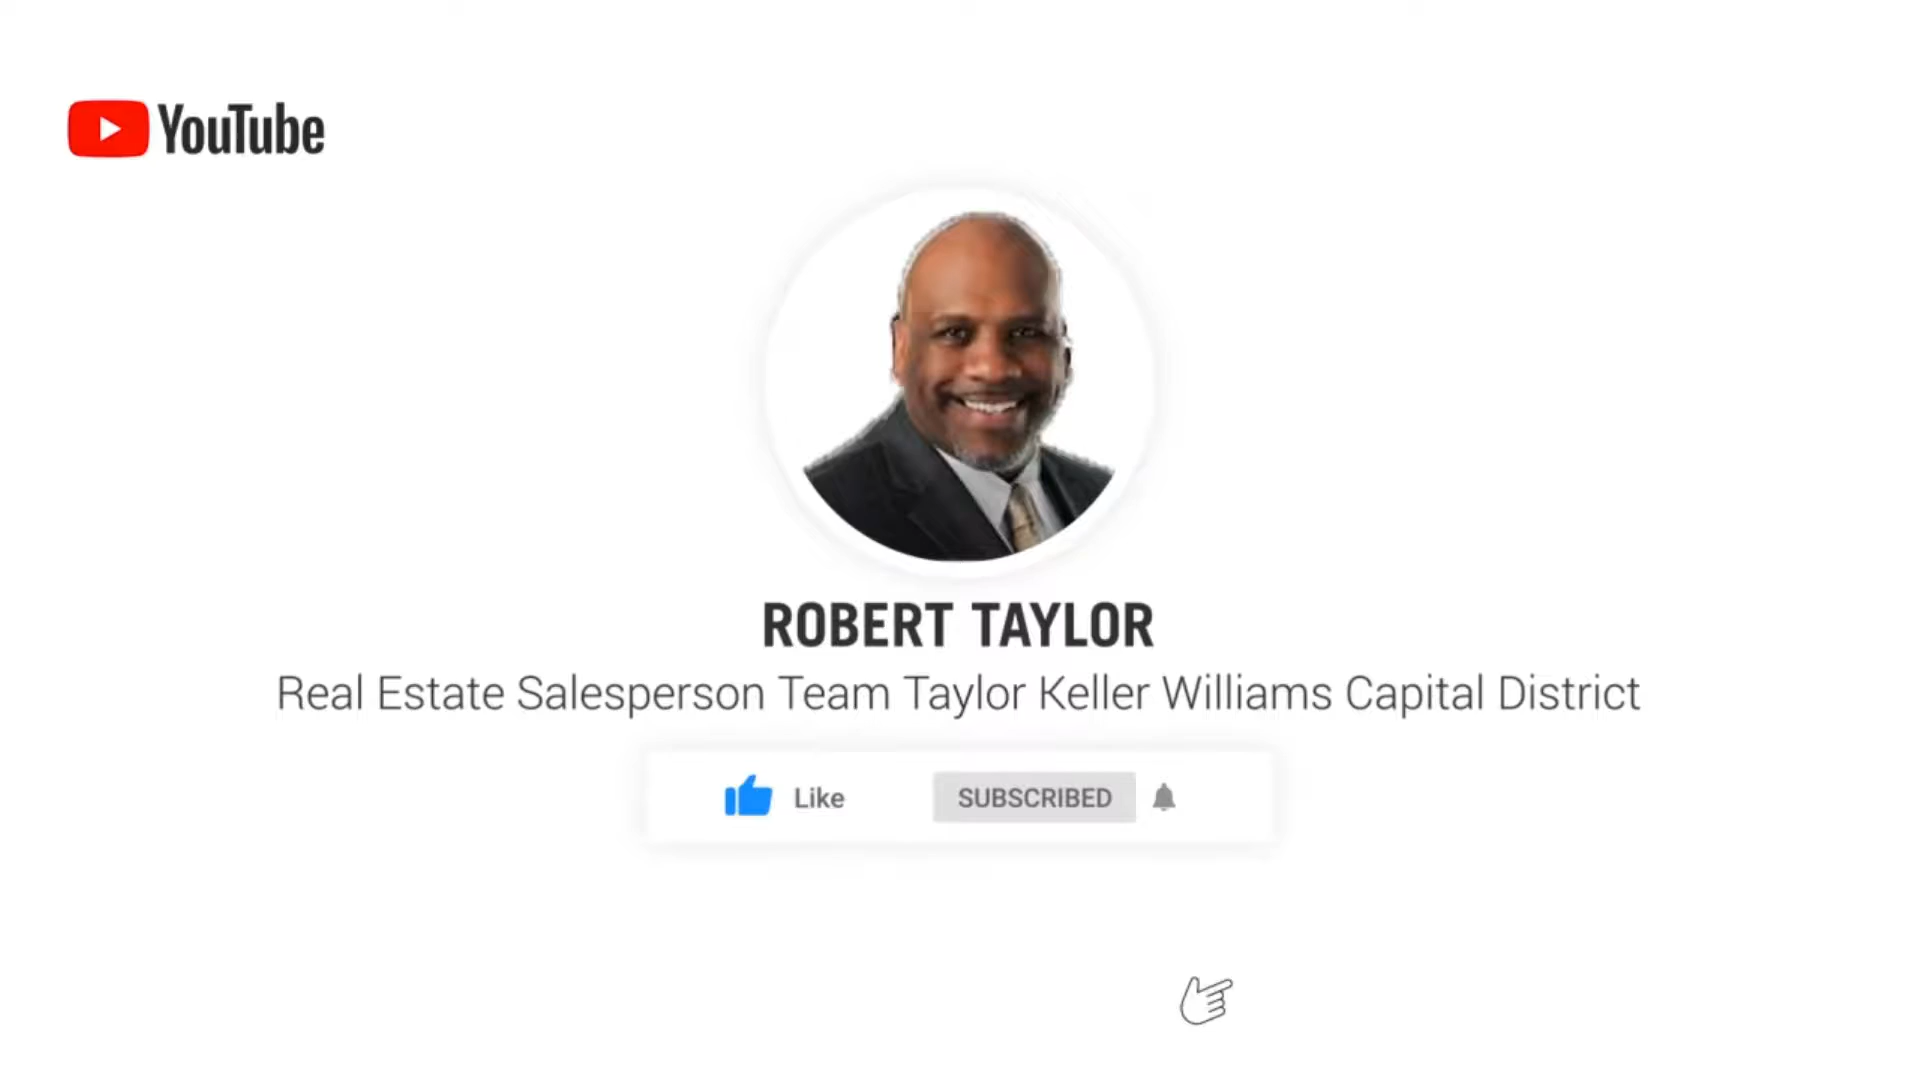 YouTube
ROBERT TAYLOR
Real Estate Salesperson Team Taylor Keller Williams Capital District
Like
SUBSCRIBED